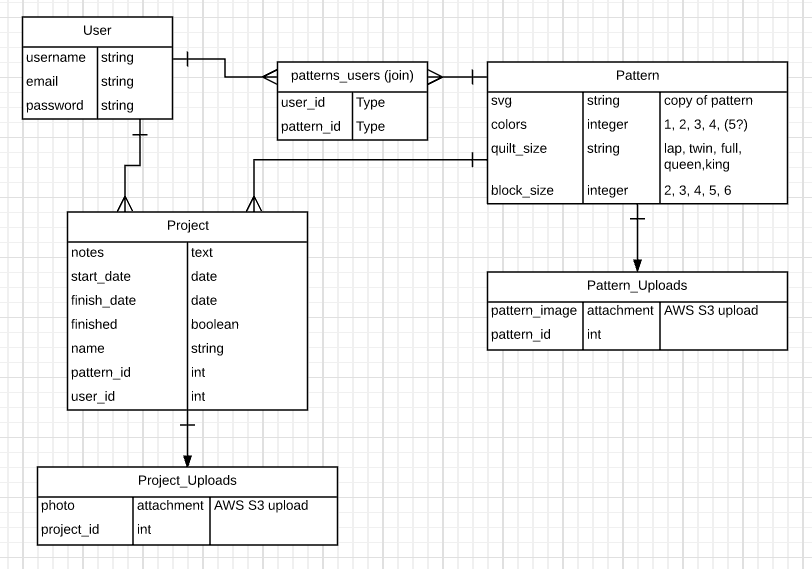 User
username string
email string
password string
patterns_users (join)
user_id Type
pattern_id Type
Pattern
svg string copy of pattern
colors integer 1, 2, 3, 4, (5?)
quilt_size string lap, twin, full,
queen,king
block_size integer 2, 3, 4, 5, 6
Project
notes text
start_date date
finish_date date
finished boolean
name string
pattern_id int
user_id int
Pattern_Uploads
pattern_image attachment AWS S3 upload
pattern_id int
Project_Uploads
photo attachment AWS S3 upload
project_id int